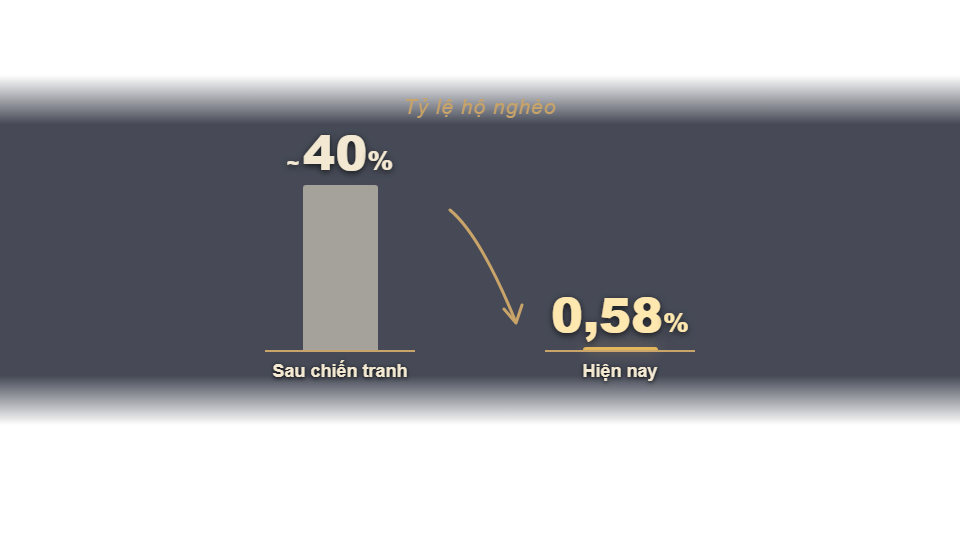 Tỷ lệ hộ nghèo
~40%
0,58%
Sau chiến tranh
Hiện nay